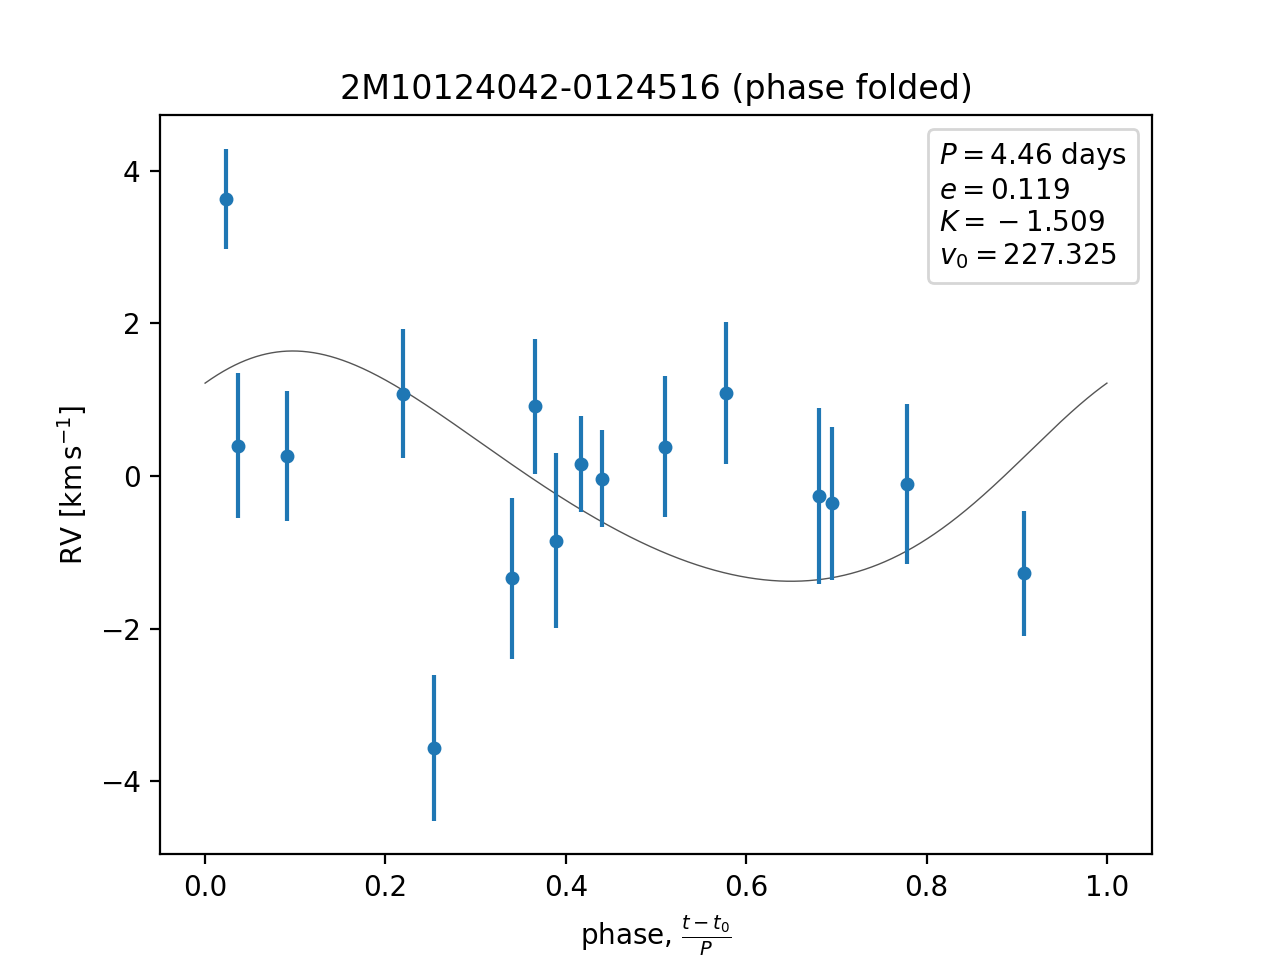 2M10124042-0124516 (phase folded)
P = 4.46 days
e = 0.119
K = −1.509
v₀ = 227.325
RV [km s⁻¹]
4
2
0
−2
−4
0.0 0.2 0.4 0.6 0.8 1.0
phase, (t − t₀)/P